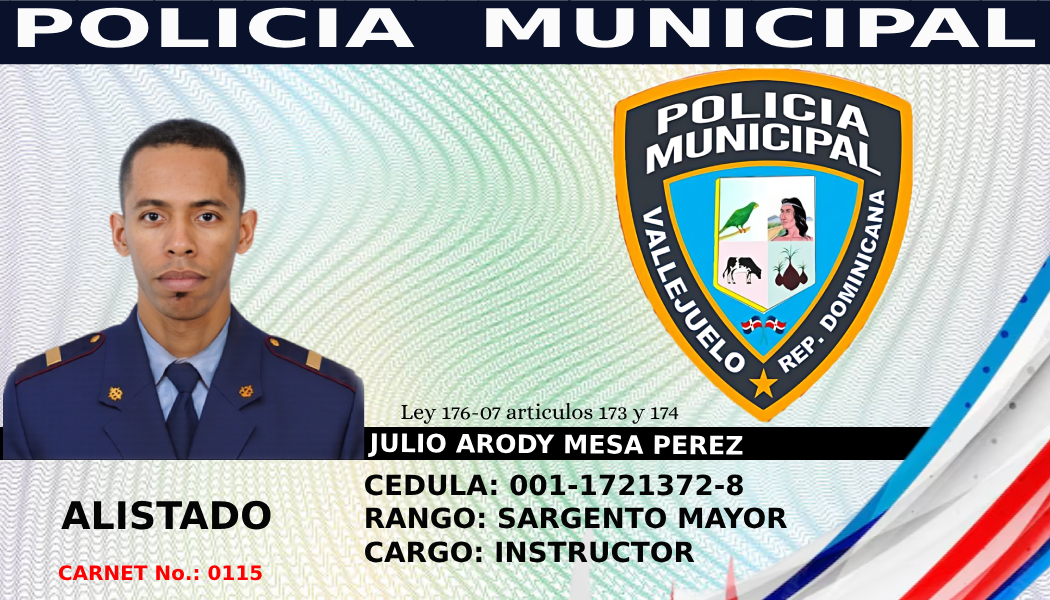 POLICIA MUNICIPAL
POLICIA
MUNICIPAL
VALLEJUELO
REP. DOMINICANA
Ley 176-07 articulos 173 y 174
JULIO ARODY MESA PEREZ
CEDULA: 001-1721372-8
ALISTADO
RANGO: SARGENTO MAYOR
CARGO: INSTRUCTOR
CARNET No.: 0115